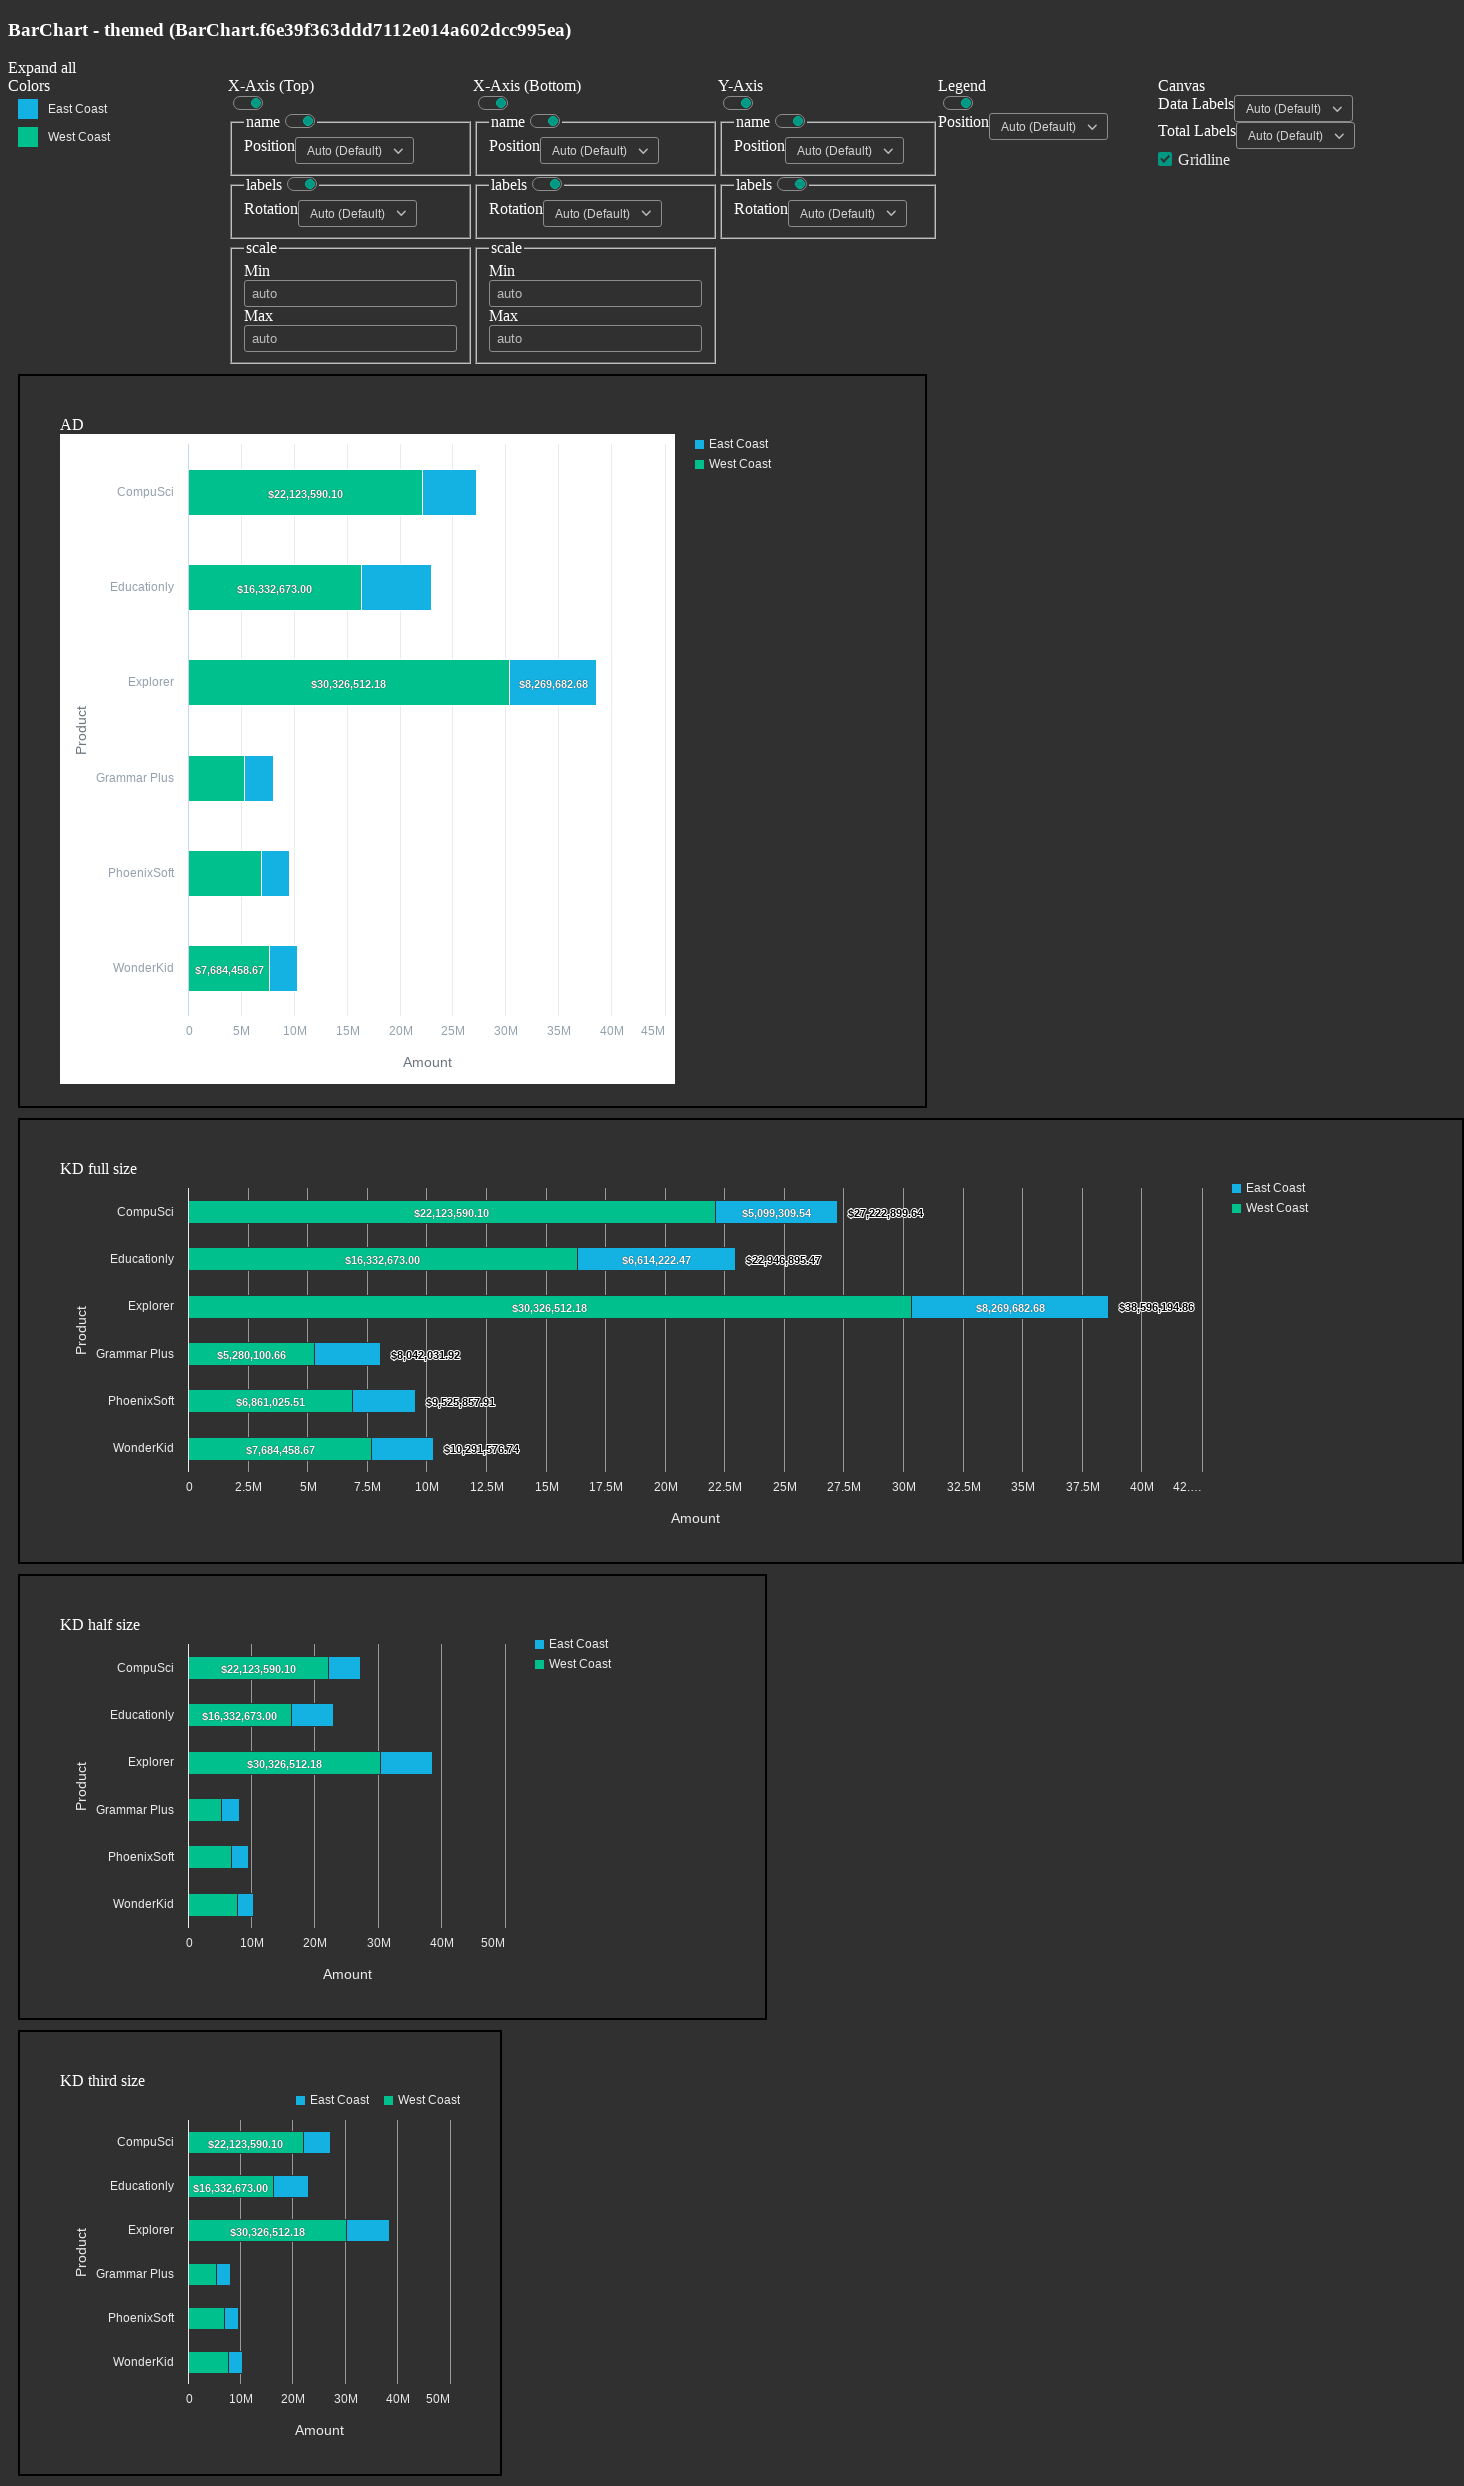 BarChart - themed (BarChart.f6e39f363ddd7112e014a602dcc995ea)
Expand all
Colors
East Coast
West Coast
X-Axis (Top)
name
Position Auto (Default)
labels
Rotation Auto (Default)
scale
Min
auto
Max
auto
X-Axis (Bottom)
name
Position Auto (Default)
labels
Rotation Auto (Default)
scale
Min
auto
Max
auto
Y-Axis
name
Position Auto (Default)
labels
Rotation Auto (Default)
Legend
Position Auto (Default)
Canvas
Data Labels Auto (Default)
Total Labels Auto (Default)
Gridline
AD
East Coast
West Coast
CompuSci $22,123,590.10
Educationly $16,332,673.00
Explorer $30,326,512.18 $8,269,682.68
Product
Grammar Plus
PhoenixSoft
WonderKid $7,684,458.67
0 5M 10M 15M 20M 25M 30M 35M 40M 45M
Amount
KD full size
East Coast
West Coast
CompuSci $22,123,590.10 $5,099,309.54 $27,222,899.64
Educationly $16,332,673.00 $6,614,222.47 $22,946,895.47
Explorer $30,326,512.18 $8,269,682.68 $38,596,194.86
Product
Grammar Plus $5,280,100.66 $8,042,031.92
PhoenixSoft $6,861,025.51 $9,525,857.91
WonderKid $7,684,458.67 $10,291,576.74
0 2.5M 5M 7.5M 10M 12.5M 15M 17.5M 20M 22.5M 25M 27.5M 30M 32.5M 35M 37.5M 40M 42.…
Amount
KD half size
East Coast
West Coast
CompuSci $22,123,590.10
Educationly $16,332,673.00
Explorer $30,326,512.18
Product
Grammar Plus
PhoenixSoft
WonderKid
0 10M 20M 30M 40M 50M
Amount
KD third size
East Coast West Coast
CompuSci $22,123,590.10
Educationly $16,332,673.00
Explorer $30,326,512.18
Product
Grammar Plus
PhoenixSoft
WonderKid
0 10M 20M 30M 40M 50M
Amount